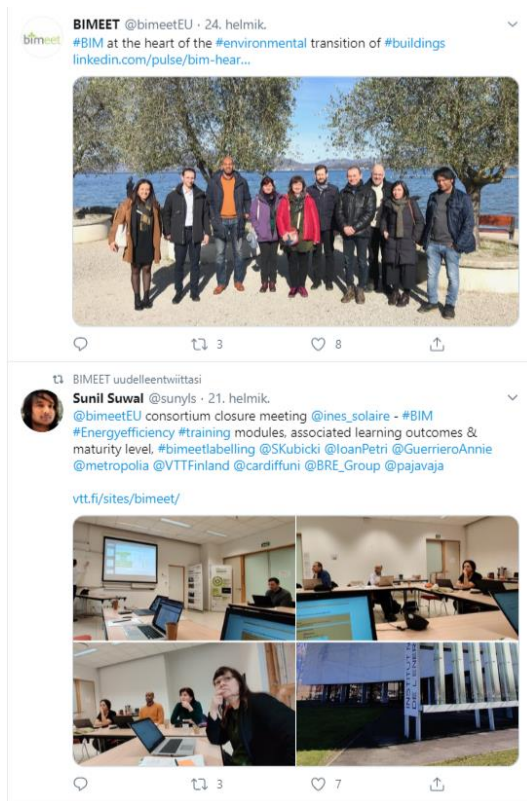 bimeet
BIMEET @bimeetEU · 24. helmik.
#BIM at the heart of the #environmental transition of #buildings
linkedin.com/pulse/bim-hear...
3
8
BIMEET uudelleentwiittasi
Sunil Suwal @sunyls · 21. helmik.
@bimeetEU consortium closure meeting @ines_solaire - #BIM
#Energyefficiency #training modules, associated learning outcomes &
maturity level, #bimeetlabelling @SKubicki @IoanPetri @GuerrieroAnnie
@metropolia @VTTFinland @cardiffuni @BRE_Group @pajavaja
vtt.fi/sites/bimeet/
INSTITUT N
DE L'ENER
3
7